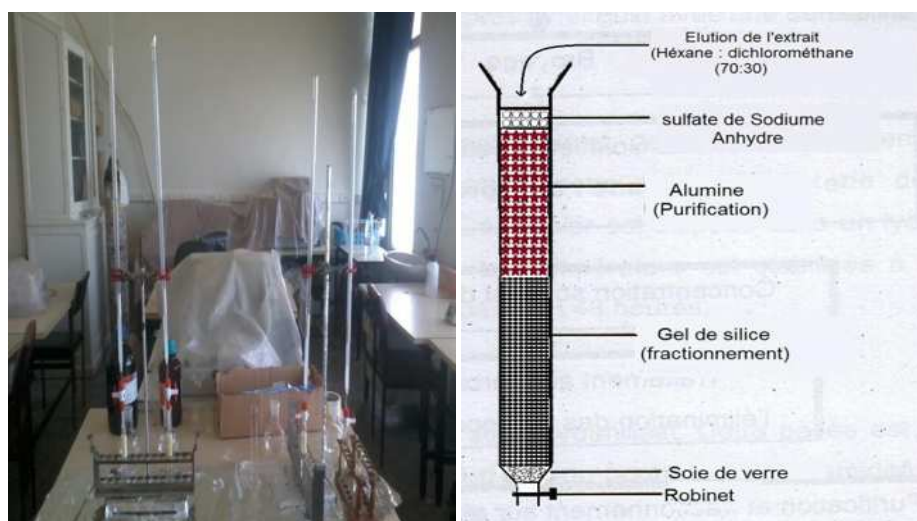 Elution de l'extrait
(Héxane : dichlorométhane
(70:30)
sulfate de Sodiume
Anhydre
Alumine
(Purification)
Gel de silice
(fractionnement)
Soie de verre
Robinet